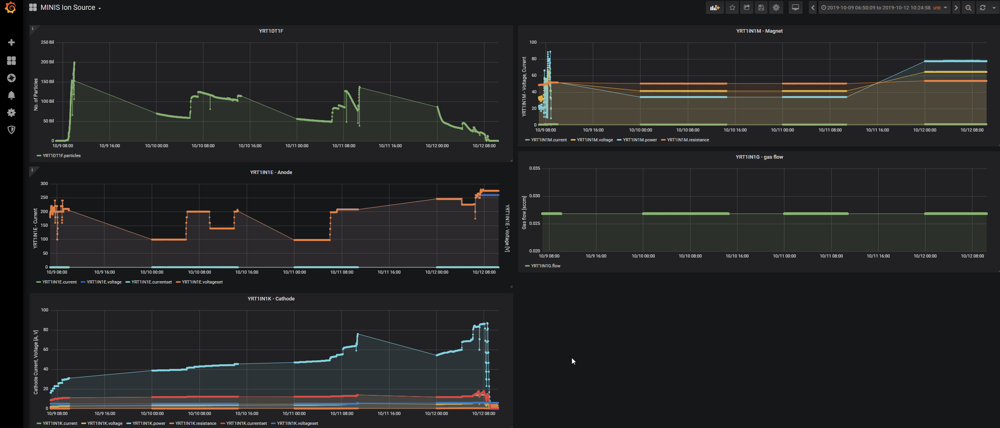 MINIS Ion Source
2019-10-09 06:50:09 to 2019-10-12 10:24:58 UTC
YRT1DT1F
No. of Particles
250 Bil
200 Bil
150 Bil
100 Bil
50 Bil
0
10/9 08:00 10/9 16:00 10/10 00:00 10/10 08:00 10/10 16:00 10/11 00:00 10/11 08:00 10/11 16:00 10/12 00:00 10/12 08:00
YRT1DT1F.particles
YRT1IN1M - Magnet
YRT1IN1M - Voltage, Current
100
80
60
40
20
0
10/9 08:00 10/9 16:00 10/10 00:00 10/10 08:00 10/10 16:00 10/11 00:00 10/11 08:00 10/11 16:00 10/12 00:00 10/12 08:00
YRT1IN1M.current YRT1IN1M.voltage YRT1IN1M.power YRT1IN1M.resistance
YRT1IN1E - Anode
YRT1IN1E - Current
300
250
200
150
100
50
0
YRT1IN1E - Voltage [V]
10/9 08:00 10/9 16:00 10/10 00:00 10/10 08:00 10/10 16:00 10/11 00:00 10/11 08:00 10/11 16:00 10/12 00:00 10/12 08:00
YRT1IN1E.current YRT1IN1E.voltage YRT1IN1E.currentset YRT1IN1E.voltageset
YRT1IN1G - gas flow
Gas flow [sccm]
0.035
0.030
0.025
0.020
10/9 08:00 10/9 16:00 10/10 00:00 10/10 08:00 10/10 16:00 10/11 00:00 10/11 08:00 10/11 16:00 10/12 00:00 10/12 08:00
YRT1IN1G.flow
YRT1IN1K - Cathode
Cathode Current, Voltage [A, V]
100
80
60
40
20
0
10/9 08:00 10/9 16:00 10/10 00:00 10/10 08:00 10/10 16:00 10/11 00:00 10/11 08:00 10/11 16:00 10/12 00:00 10/12 08:00
YRT1IN1K.current YRT1IN1K.voltage YRT1IN1K.power YRT1IN1K.resistance YRT1IN1K.currentset YRT1IN1K.voltageset